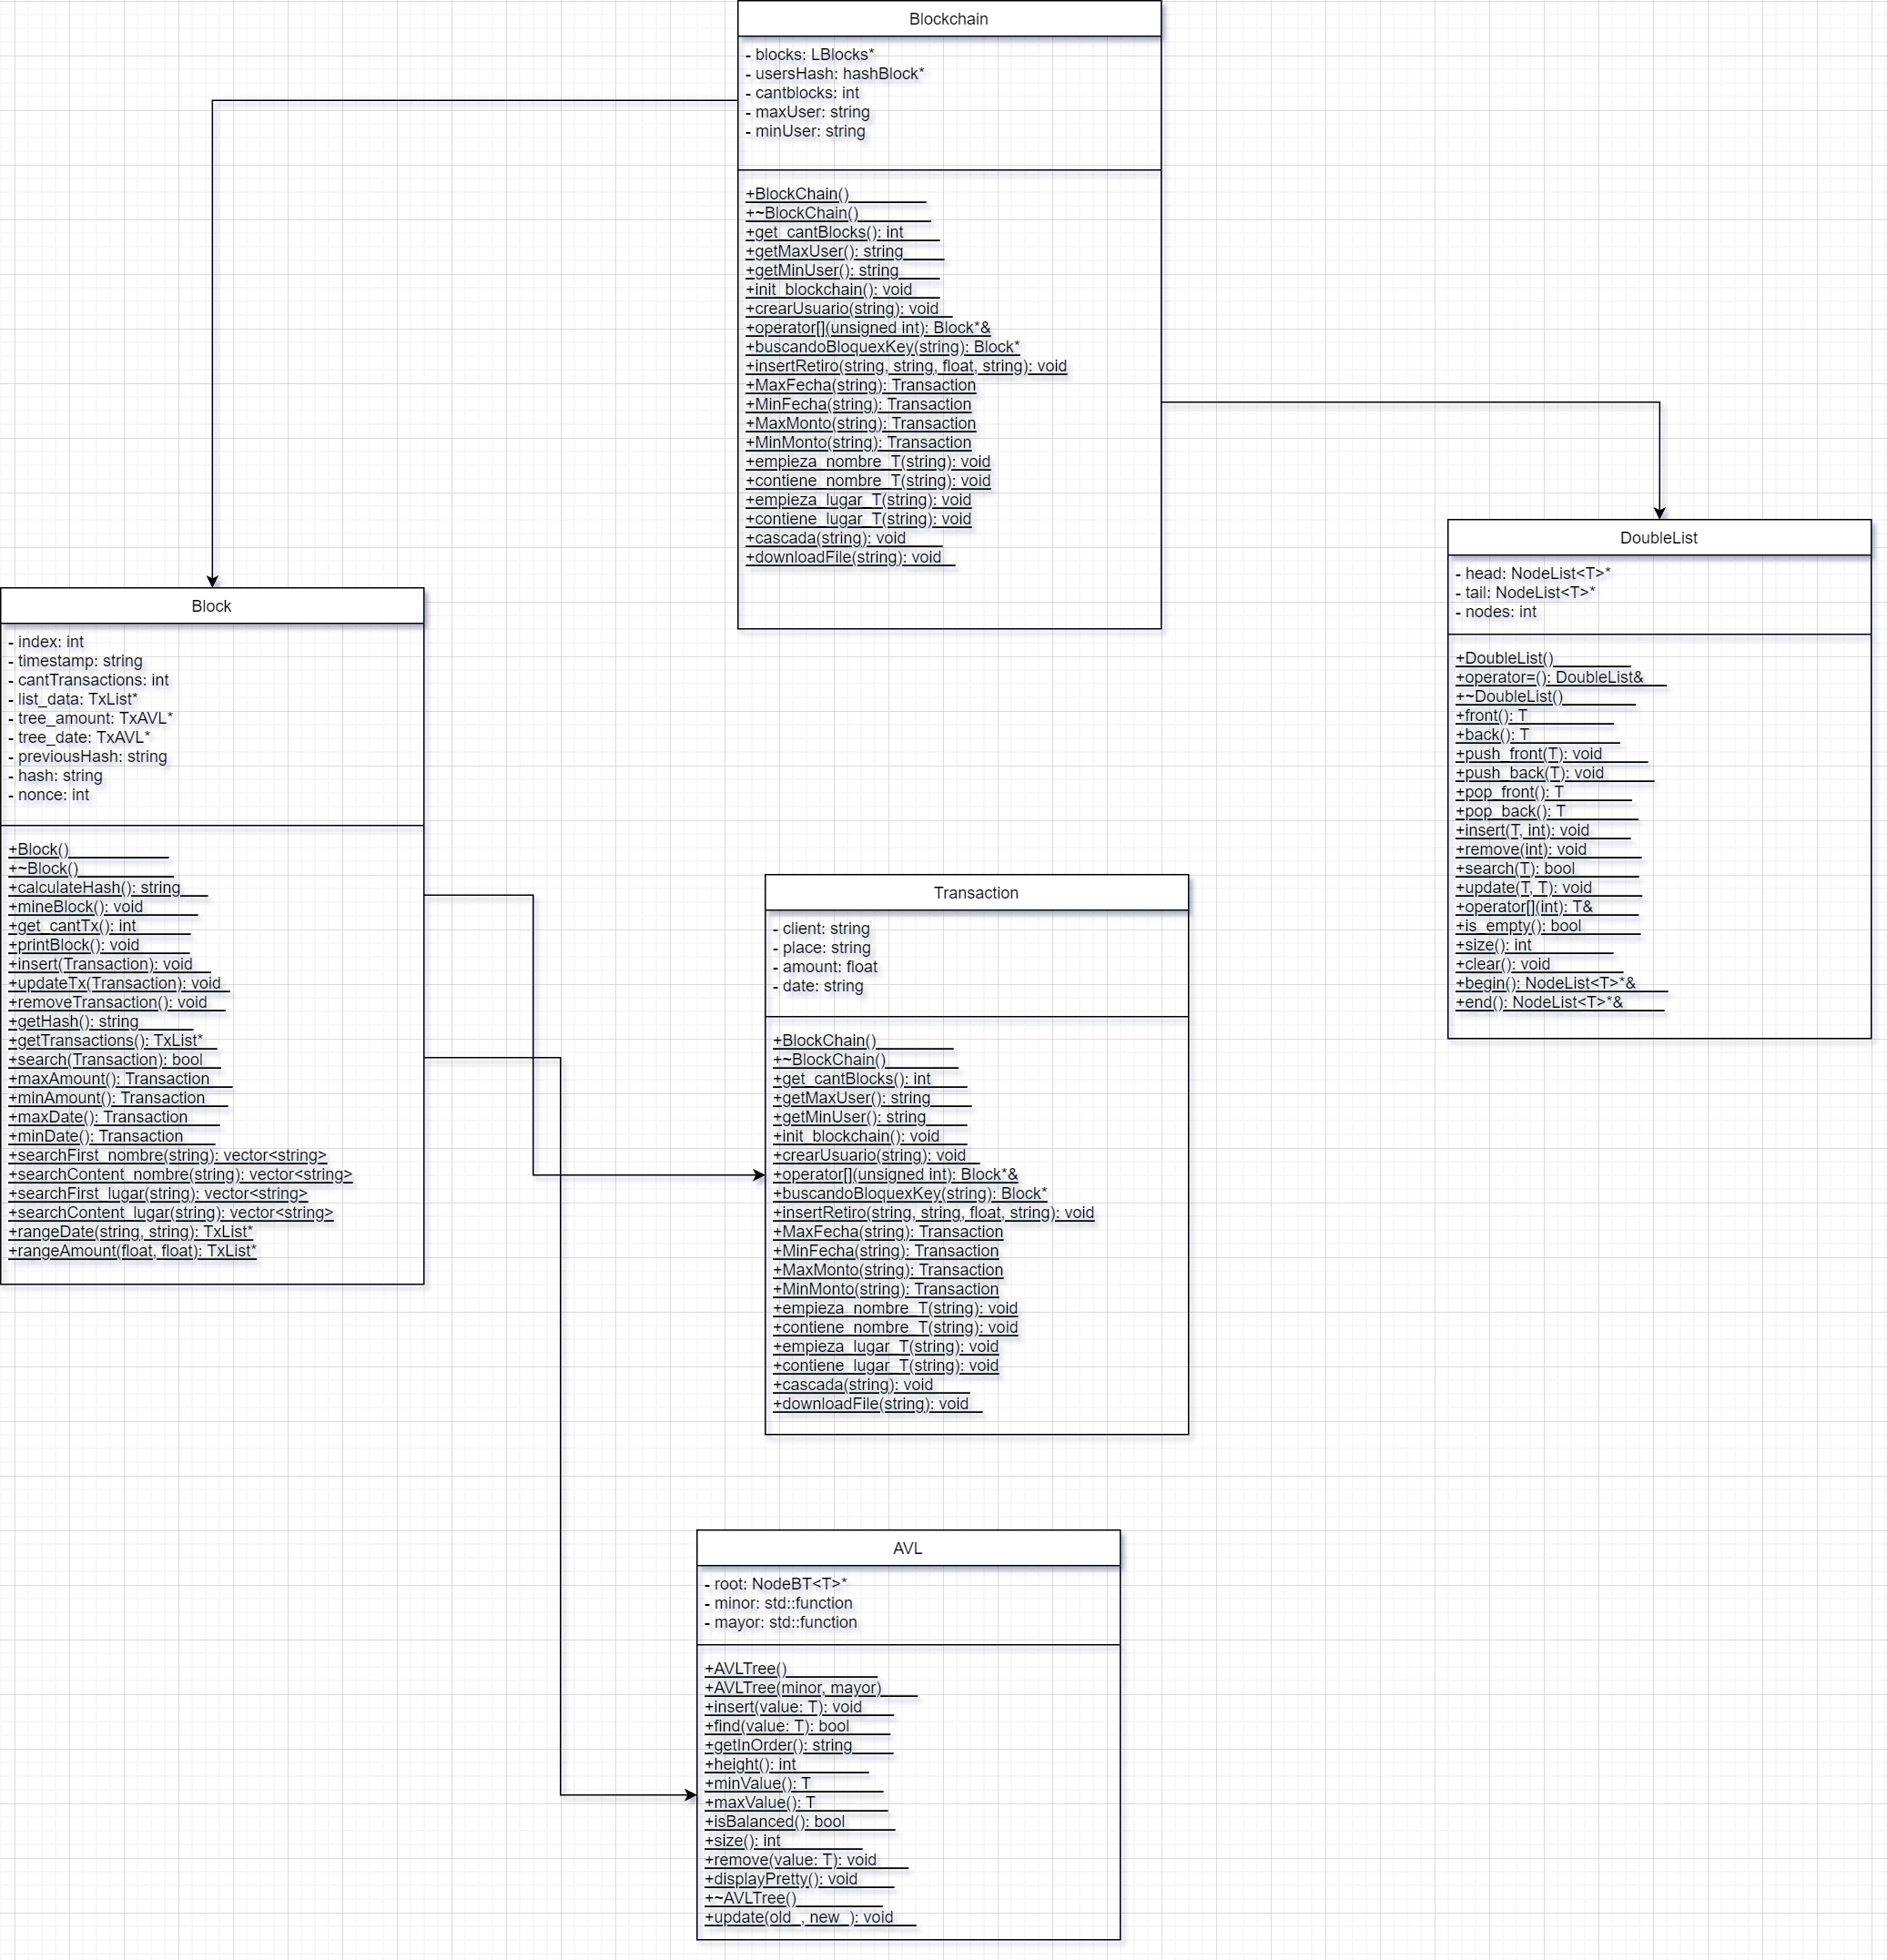 Blockchain
- blocks: LBlocks*
- usersHash: hashBlock*
- cantblocks: int
- maxUser: string
- minUser: string
+BlockChain()
+~BlockChain()
+get_cantBlocks(): int
+getMaxUser(): string
+getMinUser(): string
+init_blockchain(): void
+crearUsuario(string): void
+operator[](unsigned int): Block*&
+buscandoBloquexKey(string): Block*
+insertRetiro(string, string, float, string): void
+MaxFecha(string): Transaction
+MinFecha(string): Transaction
+MaxMonto(string): Transaction
+MinMonto(string): Transaction
+empieza_nombre_T(string): void
+contiene_nombre_T(string): void
+empieza_lugar_T(string): void
+contiene_lugar_T(string): void
+cascada(string): void
+downloadFile(string): void
DoubleList
- head: NodeList<T>*
- tail: NodeList<T>*
- nodes: int
+DoubleList()
+operator=(): DoubleList&
+~DoubleList()
+front(): T
+back(): T
+push_front(T): void
+push_back(T): void
+pop_front(): T
+pop_back(): T
+insert(T, int): void
+remove(int): void
+search(T): bool
+update(T, T): void
+operator[](int): T&
+is_empty(): bool
+size(): int
+clear(): void
+begin(): NodeList<T>*&
+end(): NodeList<T>*&
Block
- index: int
- timestamp: string
- cantTransactions: int
- list_data: TxList*
- tree_amount: TxAVL*
- tree_date: TxAVL*
- previousHash: string
- hash: string
- nonce: int
+Block()
+~Block()
+calculateHash(): string
+mineBlock(): void
+get_cantTx(): int
+printBlock(): void
+insert(Transaction): void
+updateTx(Transaction): void
+removeTransaction(): void
+getHash(): string
+getTransactions(): TxList*
+search(Transaction): bool
+maxAmount(): Transaction
+minAmount(): Transaction
+maxDate(): Transaction
+minDate(): Transaction
+searchFirst_nombre(string): vector<string>
+searchContent_nombre(string): vector<string>
+searchFirst_lugar(string): vector<string>
+searchContent_lugar(string): vector<string>
+rangeDate(string, string): TxList*
+rangeAmount(float, float): TxList*
Transaction
- client: string
- place: string
- amount: float
- date: string
+BlockChain()
+~BlockChain()
+get_cantBlocks(): int
+getMaxUser(): string
+getMinUser(): string
+init_blockchain(): void
+crearUsuario(string): void
+operator[](unsigned int): Block*&
+buscandoBloquexKey(string): Block*
+insertRetiro(string, string, float, string): void
+MaxFecha(string): Transaction
+MinFecha(string): Transaction
+MaxMonto(string): Transaction
+MinMonto(string): Transaction
+empieza_nombre_T(string): void
+contiene_nombre_T(string): void
+empieza_lugar_T(string): void
+contiene_lugar_T(string): void
+cascada(string): void
+downloadFile(string): void
AVL
- root: NodeBT<T>*
- minor: std::function
- mayor: std::function
+AVLTree()
+AVLTree(minor, mayor)
+insert(value: T): void
+find(value: T): bool
+getInOrder(): string
+height(): int
+minValue(): T
+maxValue(): T
+isBalanced(): bool
+size(): int
+remove(value: T): void
+displayPretty(): void
+~AVLTree()
+update(old_, new_): void